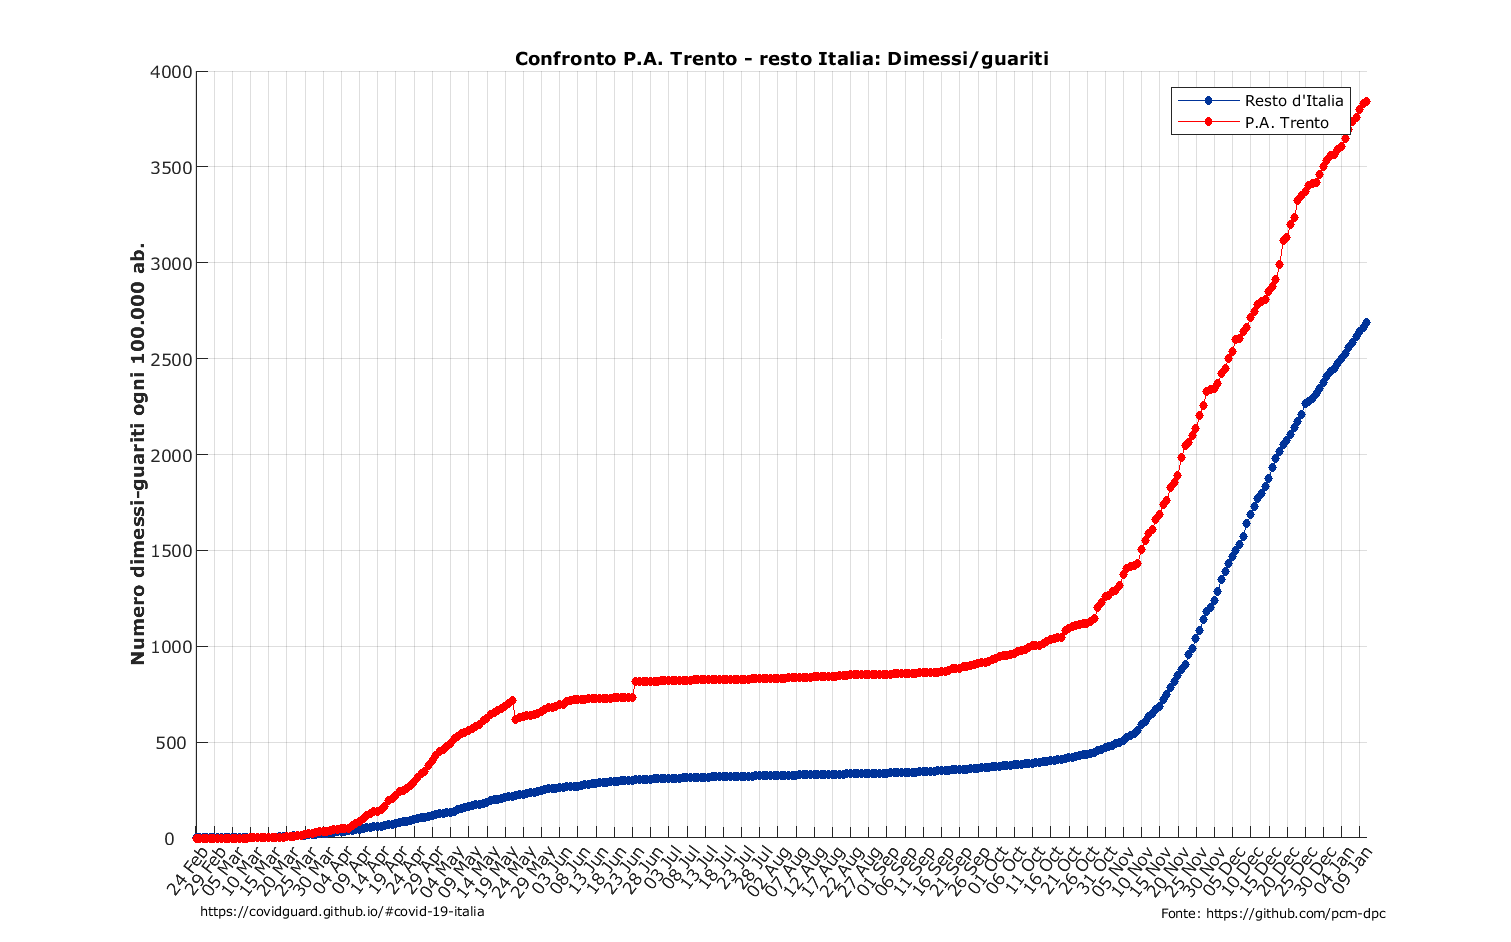 Confronto P.A. Trento - resto Italia: Dimessi/guariti
Numero dimessi-guariti ogni 100.000 ab.
4000
3500
3000
2500
2000
1500
1000
500
0
Resto d'Italia
P.A. Trento
24 Feb
29 Feb
05 Mar
10 Mar
15 Mar
20 Mar
25 Mar
30 Mar
04 Apr
09 Apr
14 Apr
19 Apr
24 Apr
29 Apr
04 May
09 May
14 May
19 May
24 May
29 May
03 Jun
08 Jun
13 Jun
18 Jun
23 Jun
28 Jun
03 Jul
08 Jul
13 Jul
18 Jul
23 Jul
28 Jul
02 Aug
07 Aug
12 Aug
17 Aug
22 Aug
27 Aug
01 Sep
06 Sep
11 Sep
16 Sep
21 Sep
26 Sep
01 Oct
06 Oct
11 Oct
16 Oct
21 Oct
26 Oct
31 Oct
05 Nov
10 Nov
15 Nov
20 Nov
25 Nov
30 Nov
05 Dec
10 Dec
15 Dec
20 Dec
25 Dec
30 Dec
04 Jan
09 Jan
https://covidguard.github.io/#covid-19-italia
Fonte: https://github.com/pcm-dpc